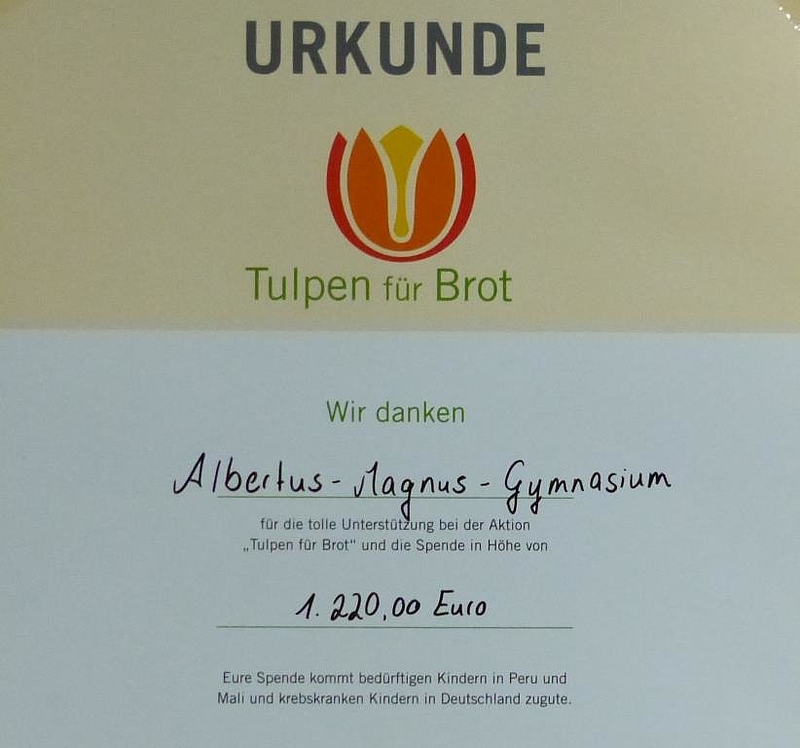 URKUNDE
Tulpen für Brot
Wir danken
Albertus-Magnus-Gymnasium
für die tolle Unterstützung bei der Aktion
„Tulpen für Brot“ und die Spende in Höhe von
1.220,00 Euro
Eure Spende kommt bedürftigen Kindern in Peru und
Mali und krebskranken Kindern in Deutschland zugute.